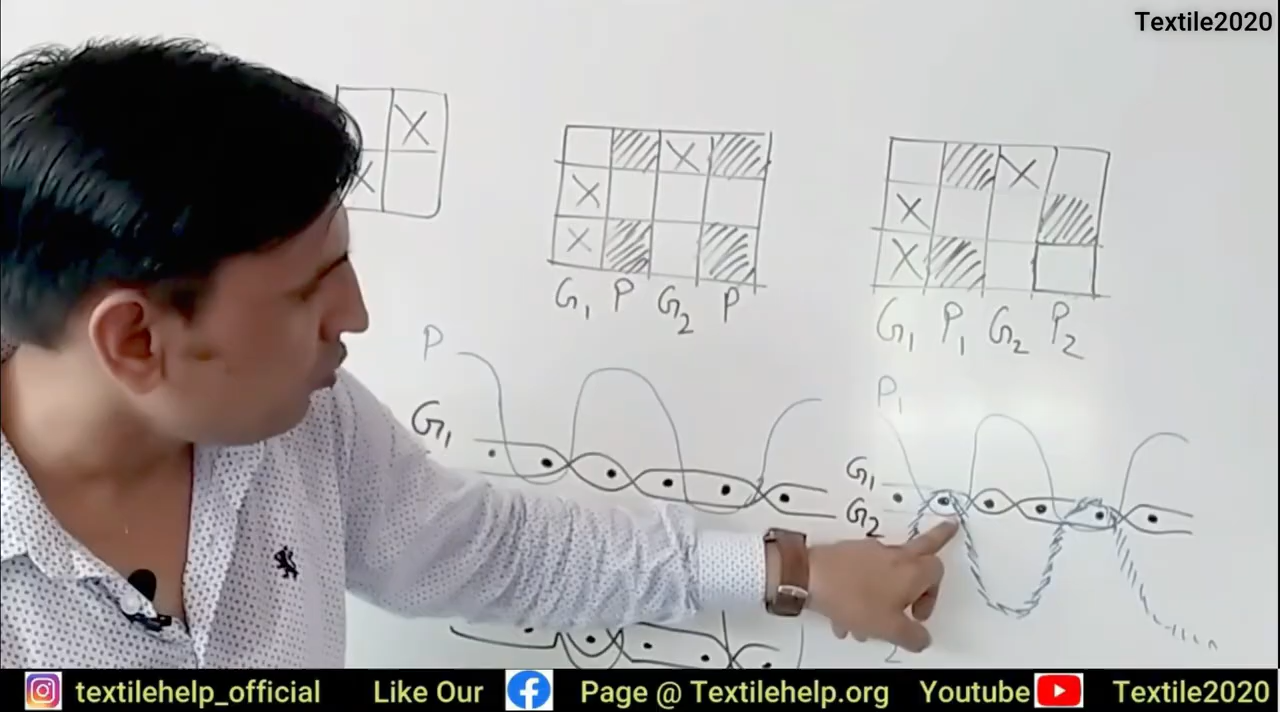 Textile2020
X
X
X
X
X
G1 P G2 P
X
X
X
G1 P1 G2 P2
P
G1
P1
G1
G2
2
textilehelp_official Like Our Page @ Textilehelp.org Youtube Textile2020